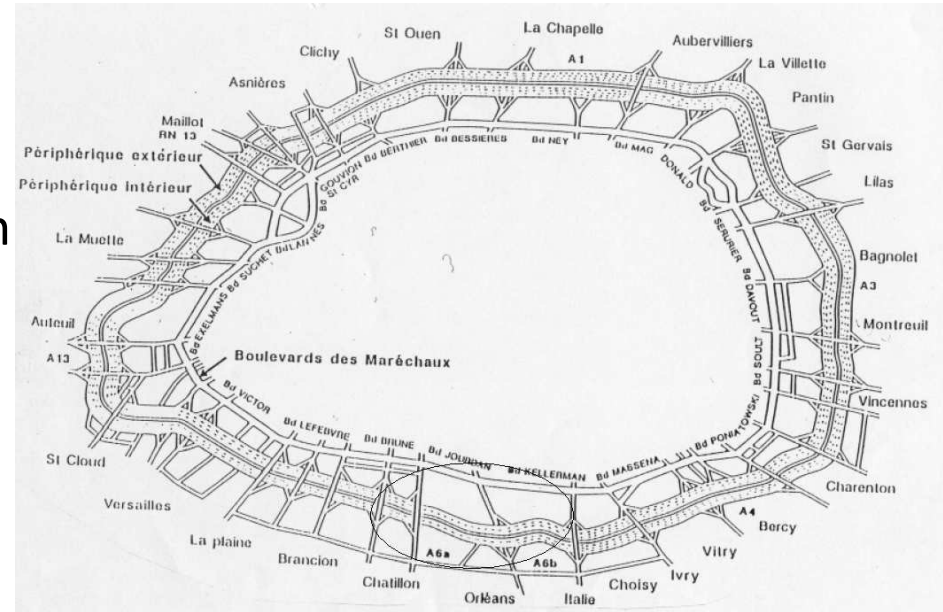 St Ouen
La Chapelle
Clichy
A1
Aubervilliers
La Villette
Asnières
Pantin
Maillot
RN 13
St Gervais
Périphérique extérieur
Lilas
Périphérique intérieur
La Muette
Bagnolet
A3
Auteuil
Montreuil
A13
Vincennes
St Cloud
Charenton
Versailles
A4
Bercy
La plaine
Vitry
Brancion
Ivry
Chatillon
A6a
Orléans
A6b
Italie
Choisy
GOUVION
St CYR
Bd
Bd BERTHIER
Bd BESSIERES
Bd NEY
Bd MAC
DONALD
Bd
SERURIER
Bd DAVOUT
Bd SOULT
Bd PONIATOWSKI
Bd MASSENA
Bd KELLERMAN
Bd JOURDAN
Bd BRUNE
Bd LEFEBVRE
Bd VICTOR
Boulevards des Maréchaux
Bd EXELMANS
Bd SUCHET
Bd LANNES
n